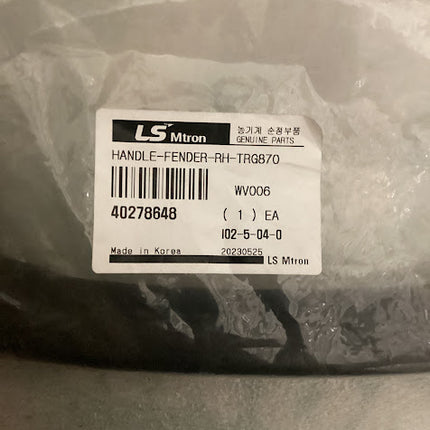 LS Mtron
농기계 순정부품
GENUINE PARTS
HANDLE-FENDER-RH-TRG870
WV006
40278648 ( 1 ) EA
I02-5-04-0
Made in Korea 20230525
LS Mtron